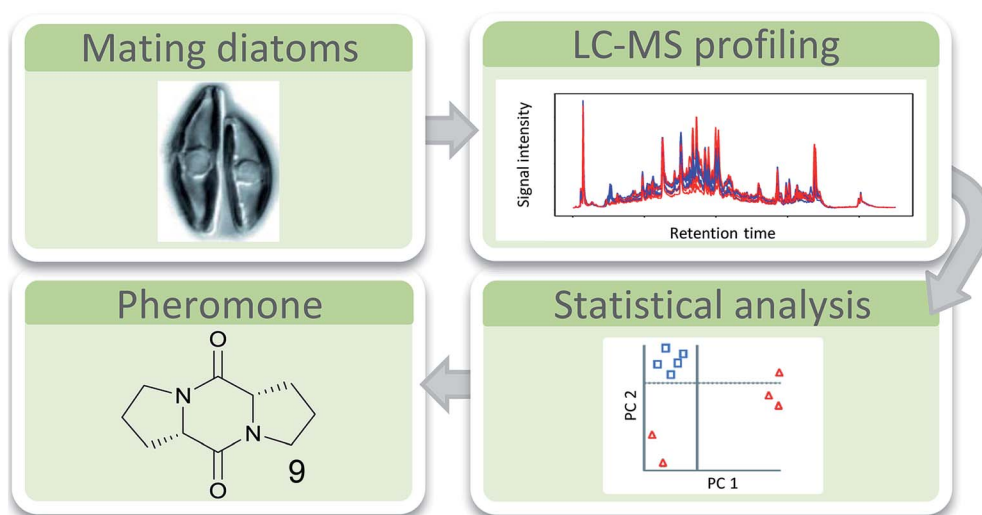 Mating diatoms
LC-MS profiling
Signal intensity
Retention time
Statistical analysis
PC 2
PC 1
Pheromone
O
N
N
O
9